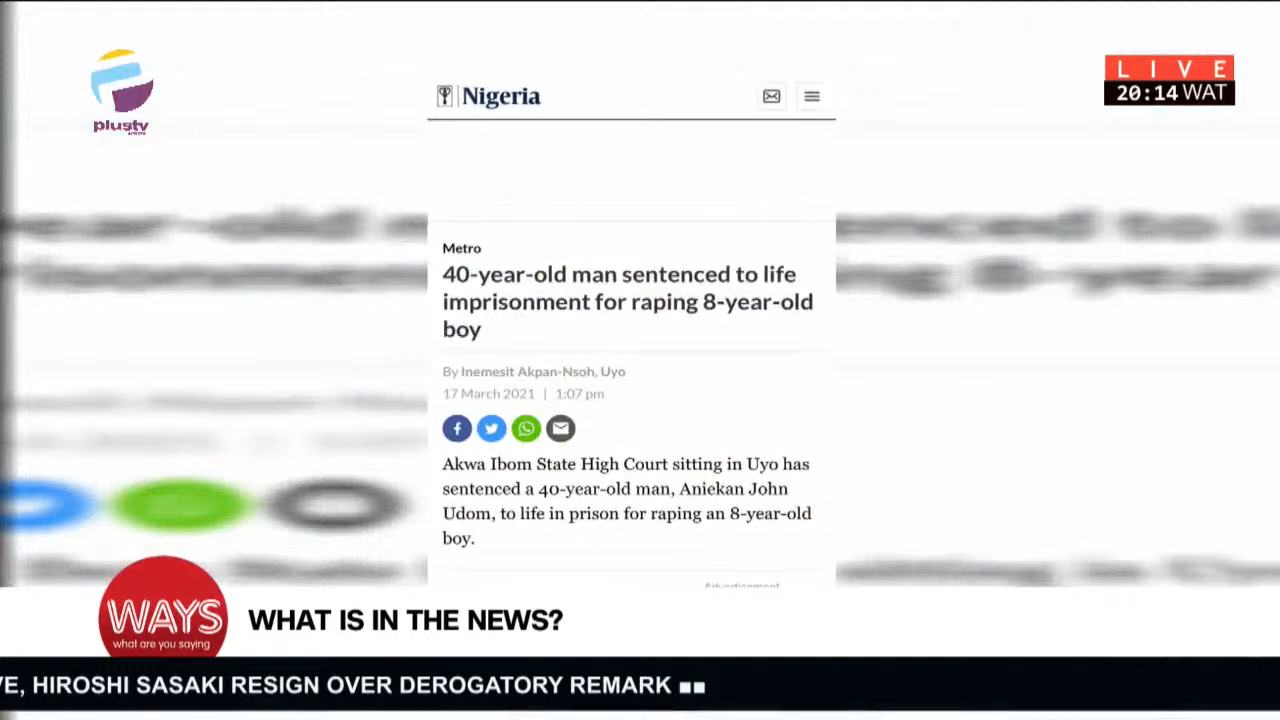 plustv
LIVE
20:14 WAT
Nigeria
Metro
40-year-old man sentenced to life
imprisonment for raping 8-year-old
boy
By Inemesit Akpan-Nsoh, Uyo
17 March 2021 | 1:07 pm
Akwa Ibom State High Court sitting in Uyo has
sentenced a 40-year-old man, Aniekan John
Udom, to life in prison for raping an 8-year-old
boy.
Advertisement
WAYS
what are you saying
WHAT IS IN THE NEWS?
VE, HIROSHI SASAKI RESIGN OVER DEROGATORY REMARK